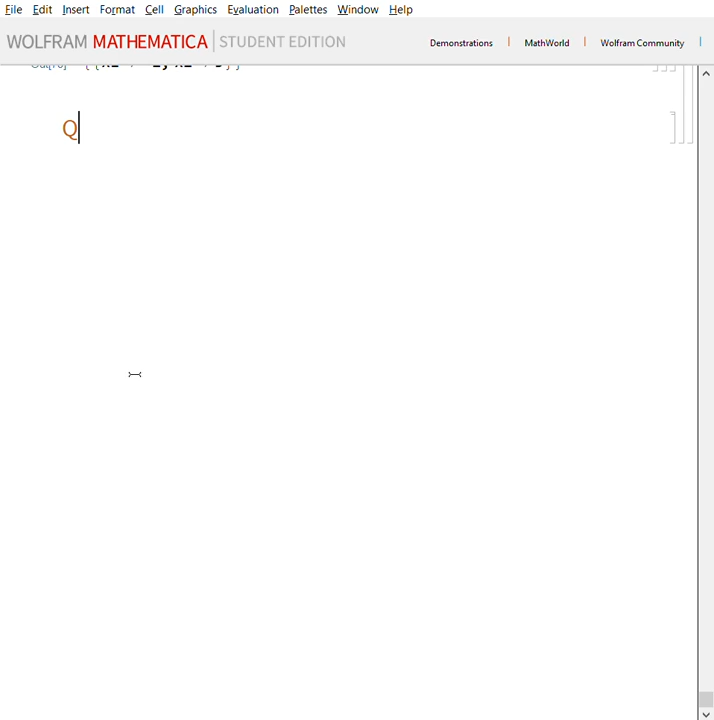 File Edit Insert Format Cell Graphics Evaluation Palettes Window Help
WOLFRAM MATHEMATICA STUDENT EDITION Demonstrations MathWorld Wolfram Community
Q